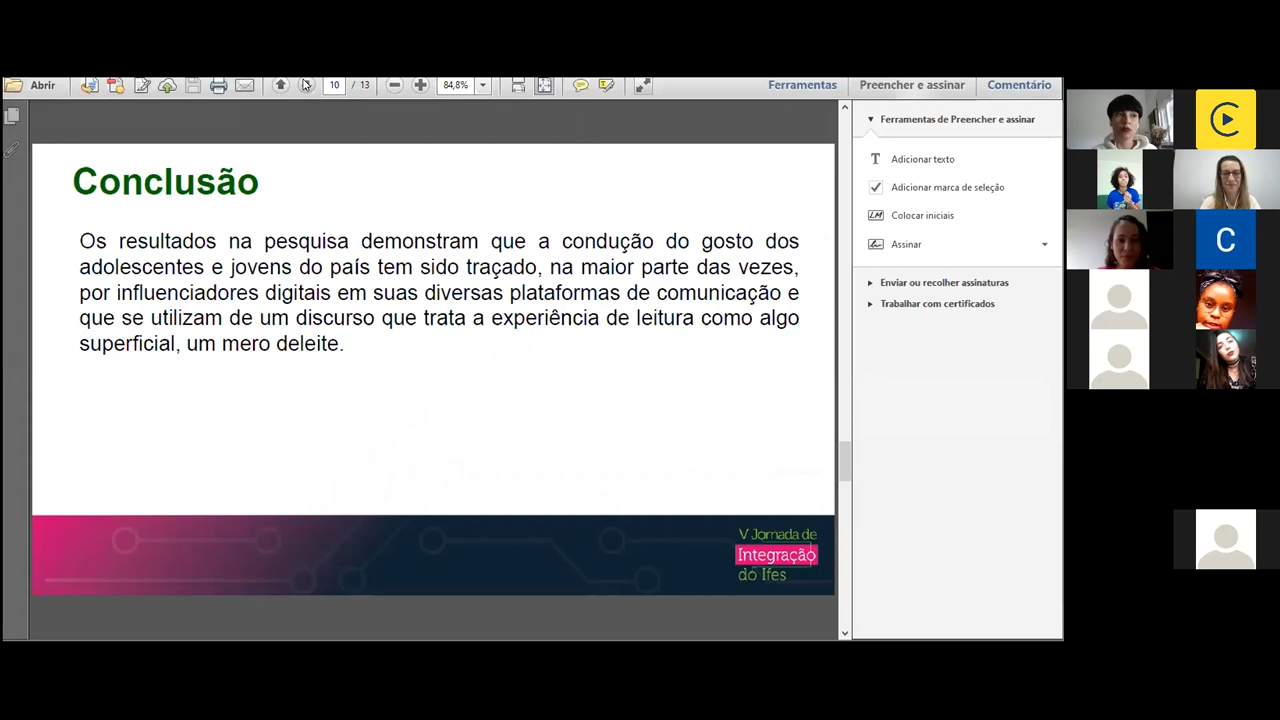 Abrir
10 / 13
84,8%
Ferramentas
Preencher e assinar
Comentário
Conclusão
Os resultados na pesquisa demonstram que a condução do gosto dos
adolescentes e jovens do país tem sido traçado, na maior parte das vezes,
por influenciadores digitais em suas diversas plataformas de comunicação e
que se utilizam de um discurso que trata a experiência de leitura como algo
superficial, um mero deleite.
V Jornada de
Integração
do Ifes
Ferramentas de Preencher e assinar
T Adicionar texto
Adicionar marca de seleção
LM Colocar iniciais
Assinar
Enviar ou recolher assinaturas
Trabalhar com certificados
C
C